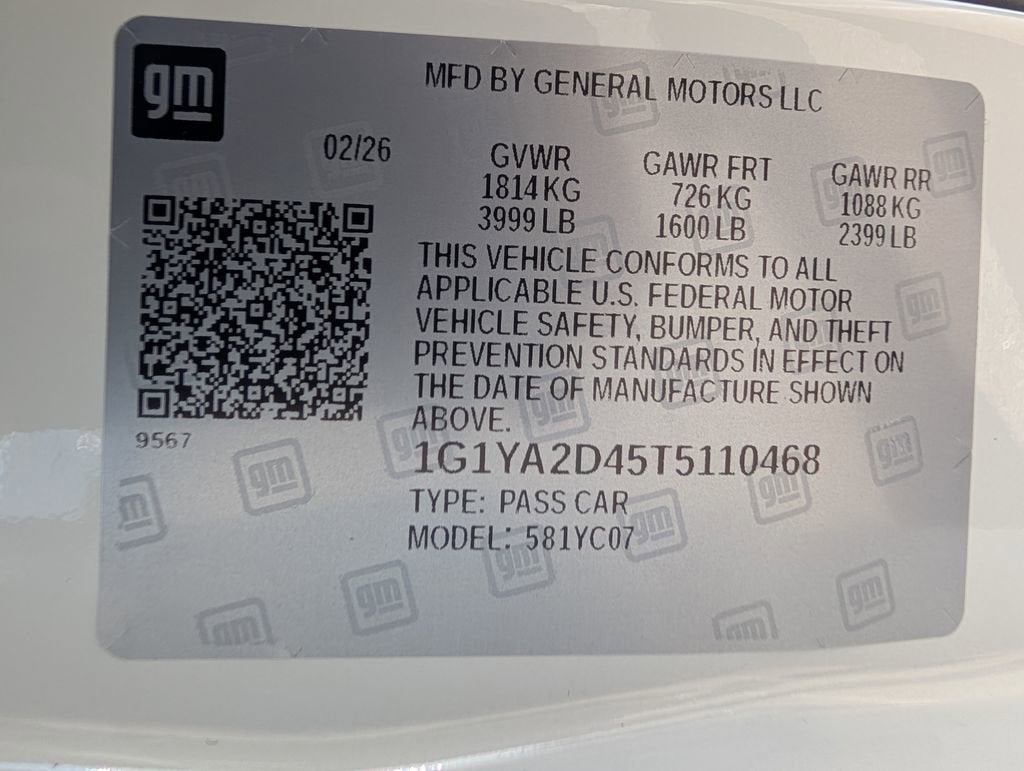 gm
MFD BY GENERAL MOTORS LLC
02/26
GVWR
1814 KG
3999 LB
GAWR FRT
726 KG
1600 LB
GAWR RR
1088 KG
2399 LB
THIS VEHICLE CONFORMS TO ALL
APPLICABLE U.S. FEDERAL MOTOR
VEHICLE SAFETY, BUMPER, AND THEFT
PREVENTION STANDARDS IN EFFECT ON
THE DATE OF MANUFACTURE SHOWN
ABOVE.
9567
1G1YA2D45T5110468
TYPE: PASS CAR
MODEL: 581YC07